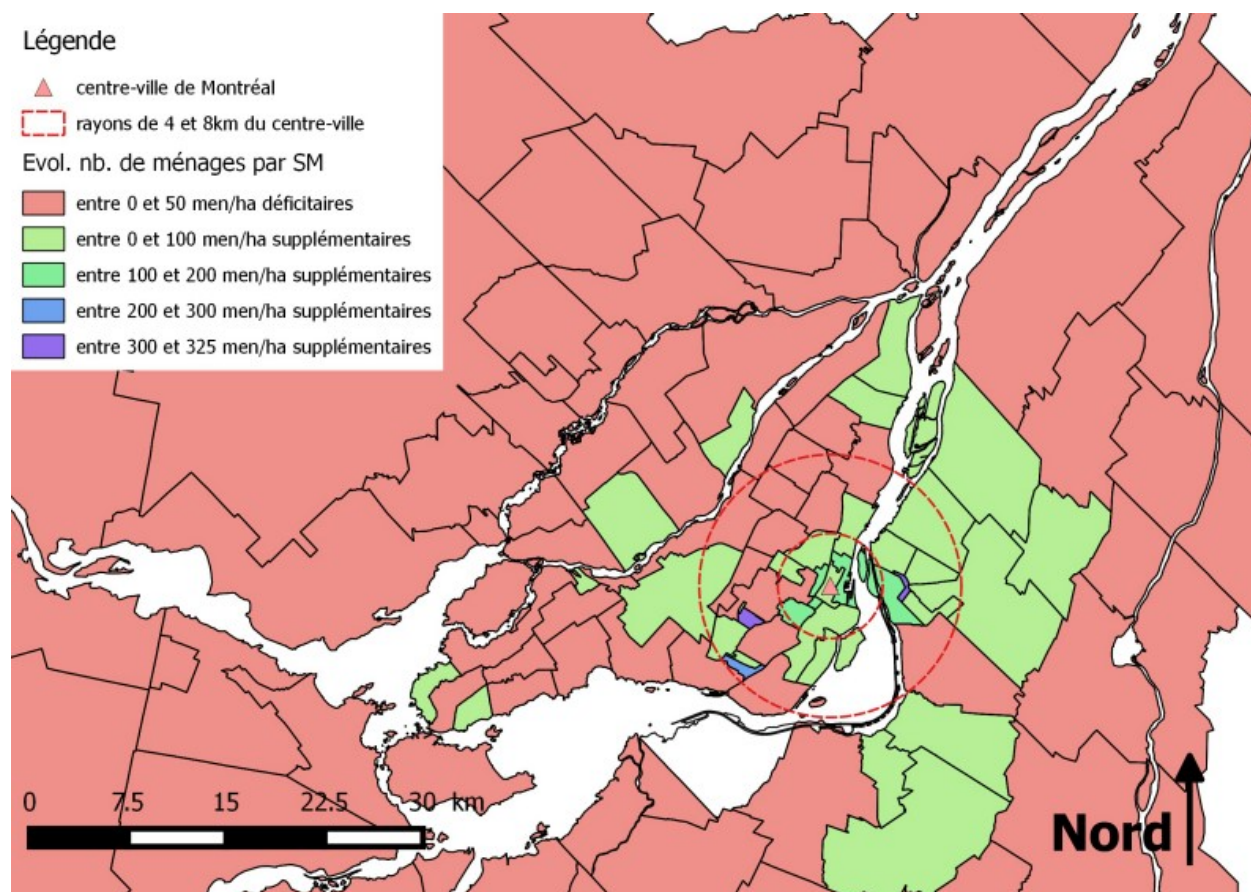 Légende
centre-ville de Montréal
rayons de 4 et 8km du centre-ville
Evol. nb. de ménages par SM
entre 0 et 50 men/ha déficitaires
entre 0 et 100 men/ha supplémentaires
entre 100 et 200 men/ha supplémentaires
entre 200 et 300 men/ha supplémentaires
entre 300 et 325 men/ha supplémentaires
0 7.5 15 22.5 30 km
Nord